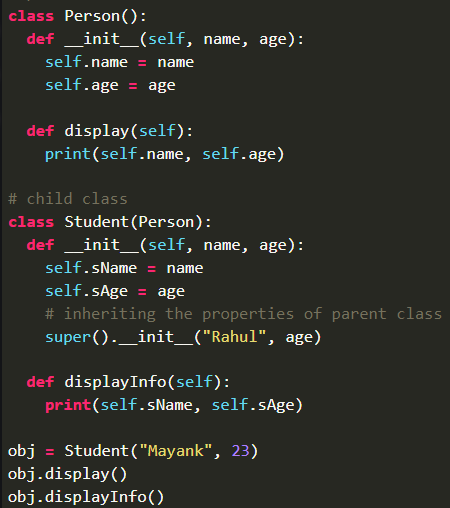 class Person():
  def __init__(self, name, age):
    self.name = name
    self.age = age

  def display(self):
    print(self.name, self.age)

# child class
class Student(Person):
  def __init__(self, name, age):
    self.sName = name
    self.sAge = age
    # inheriting the properties of parent class
    super().__init__("Rahul", age)

  def displayInfo(self):
    print(self.sName, self.sAge)

obj = Student("Mayank", 23)
obj.display()
obj.displayInfo()